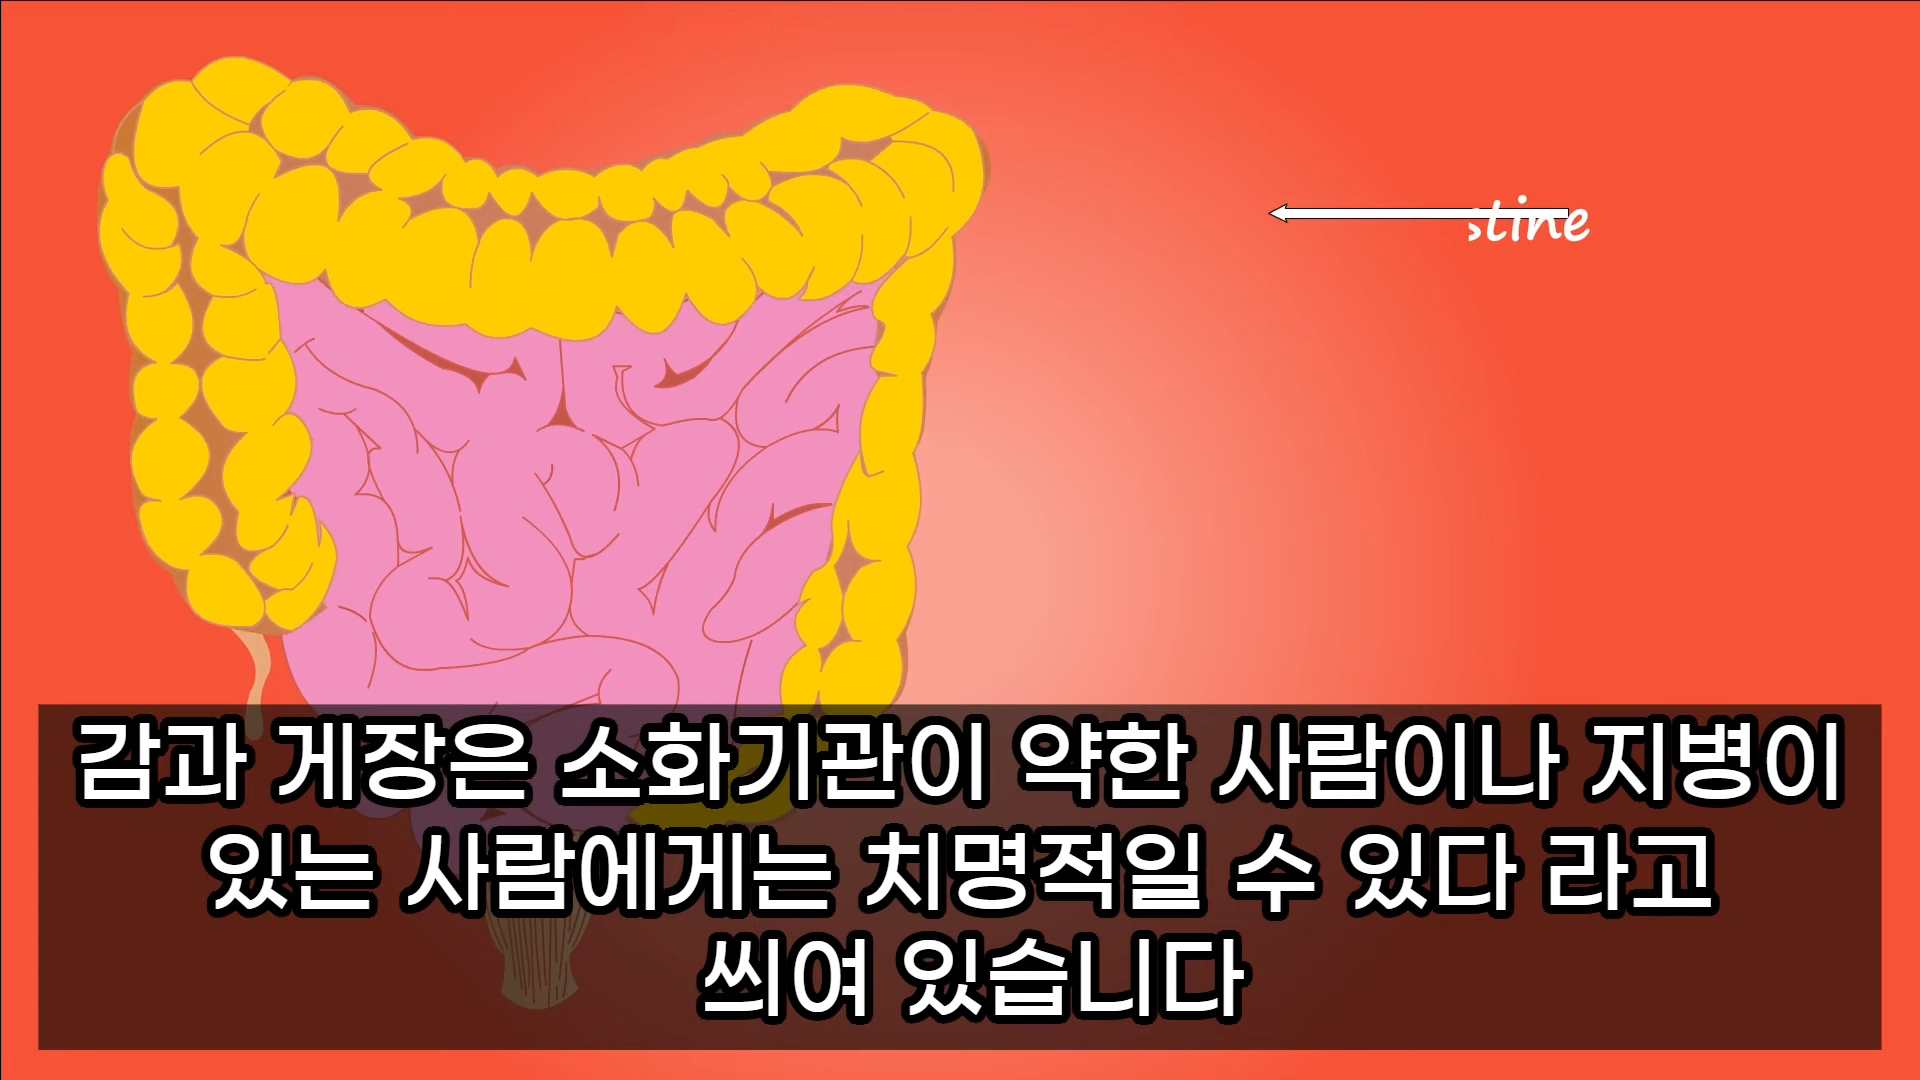 stine
감과 게장은 소화기관이 약한 사람이나 지병이
있는 사람에게는 치명적일 수 있다 라고
씌여 있습니다